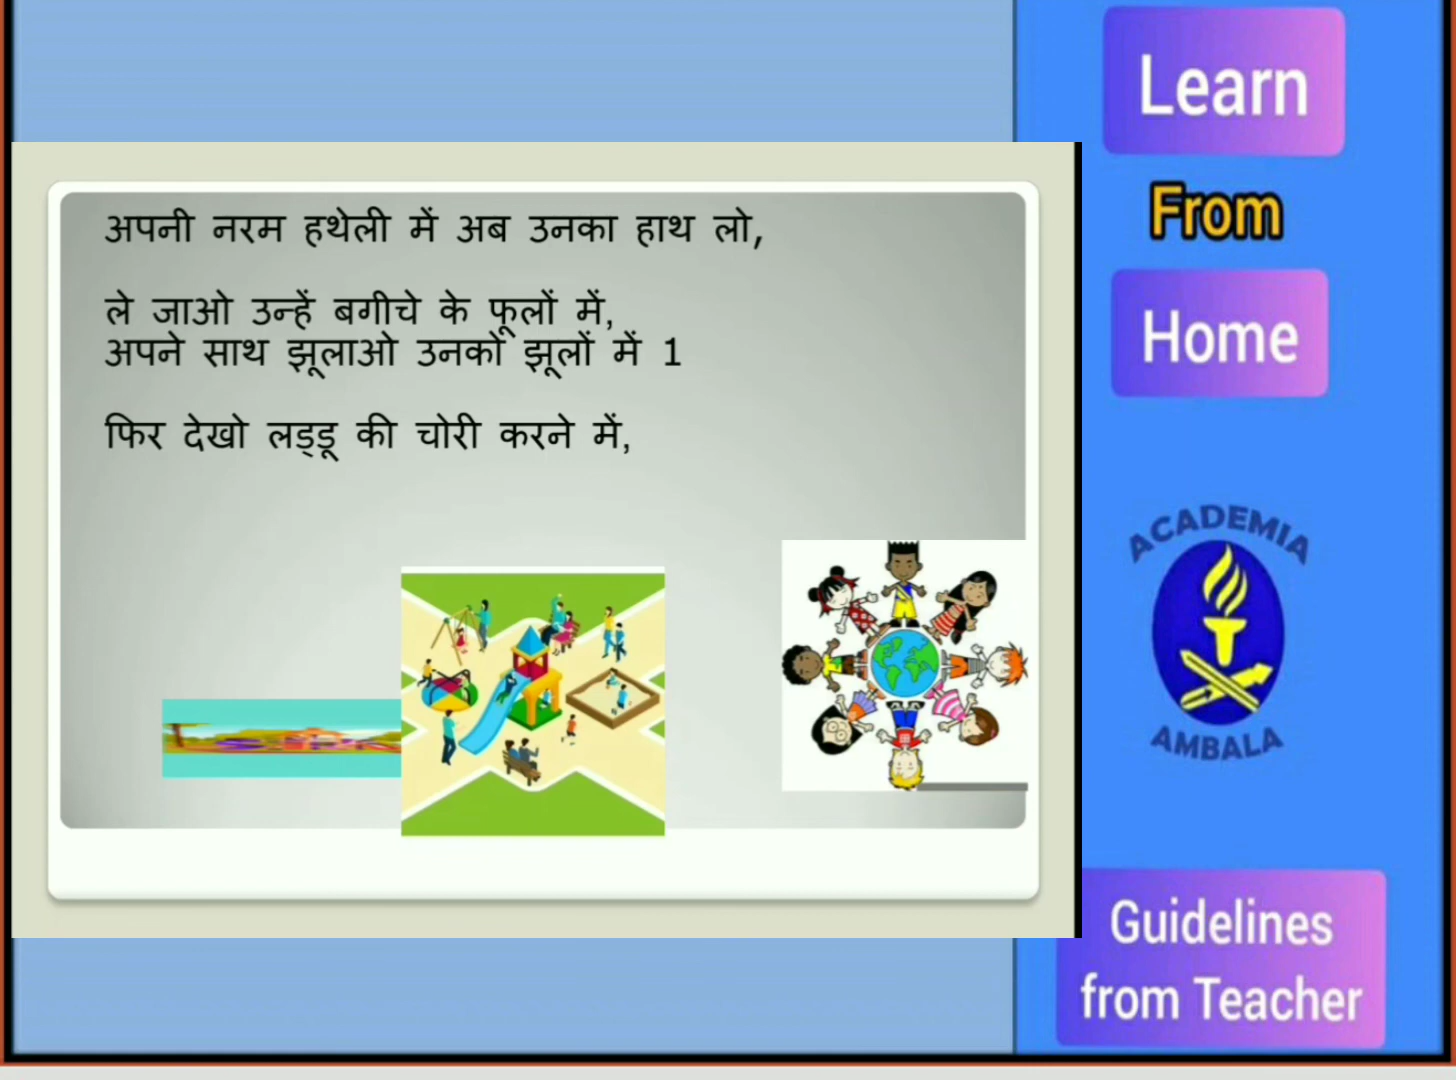 अपनी नरम हथेली में अब उनका हाथ लो,
ले जाओ उन्हें बगीचे के फूलों में,
अपने साथ झूलाओ उनको झूलों में 1
फिर देखो लड्डू की चोरी करने में,
Learn
From
Home
ACADEMIA
AMBALA
Guidelines
from Teacher